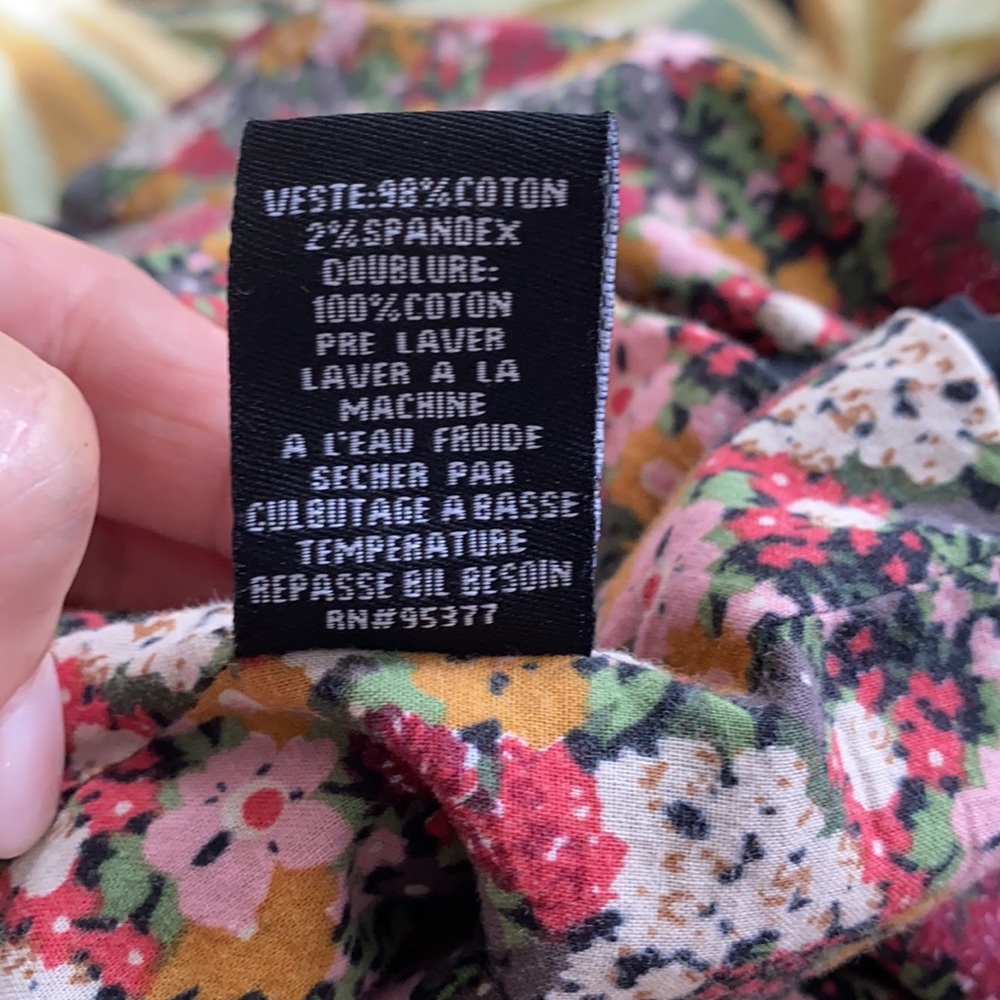 VESTE:98%COTON
2%SPANDEX
DOUBLURE:
100%COTON
PRE LAVER
LAVER A LA
MACHINE
A L'EAU FROIDE
SECHER PAR
CULBUTAGE A BASSE
TEMPERATURE
REPASSE BIL BESOIN
RN#95377